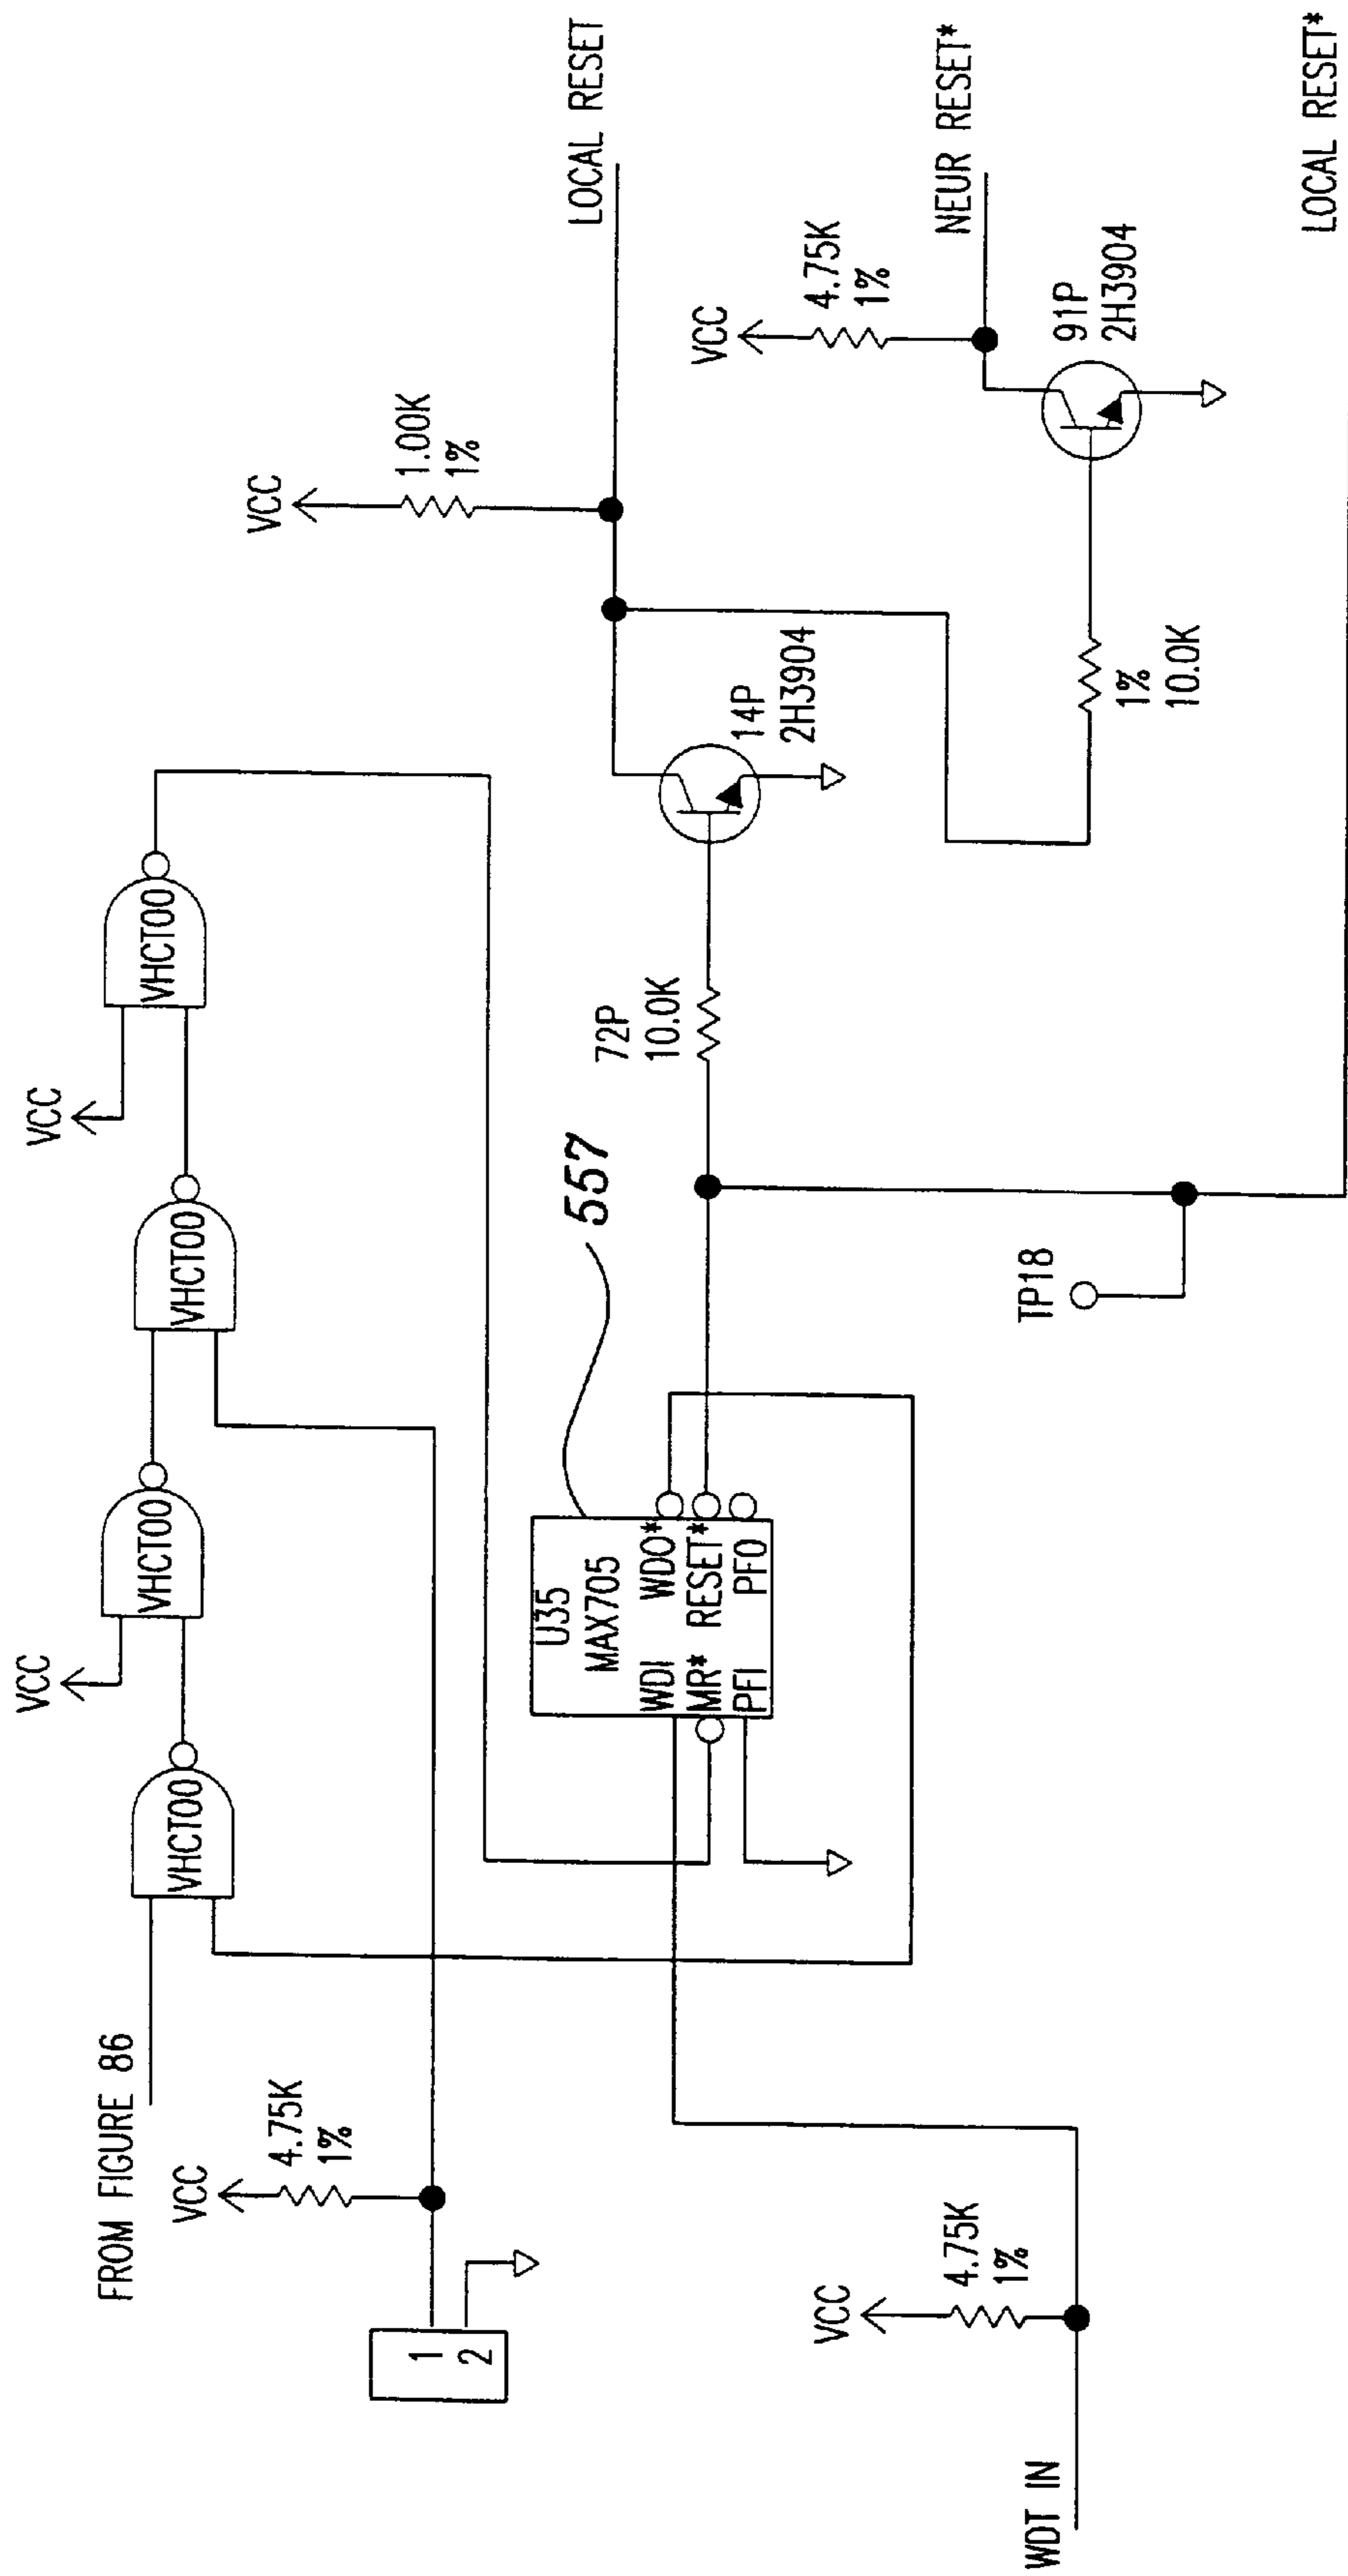 FROM FIGURE 86
VCC
4.75K
1%
1
2
VHCT00
VCC
VHCT00
VHCT00
VCC
VHCT00
WDT IN
VCC
4.75K
1%
U35
MAX705
WDI
WDO*
MR*
RESET*
PFI
PFO
557
TP18
72P
10.0K
14P
2H3904
VCC
1.00K
1%
LOCAL RESET
1%
10.0K
VCC
4.75K
1%
91P
2H3904
NEUR RESET*
LOCAL RESET*